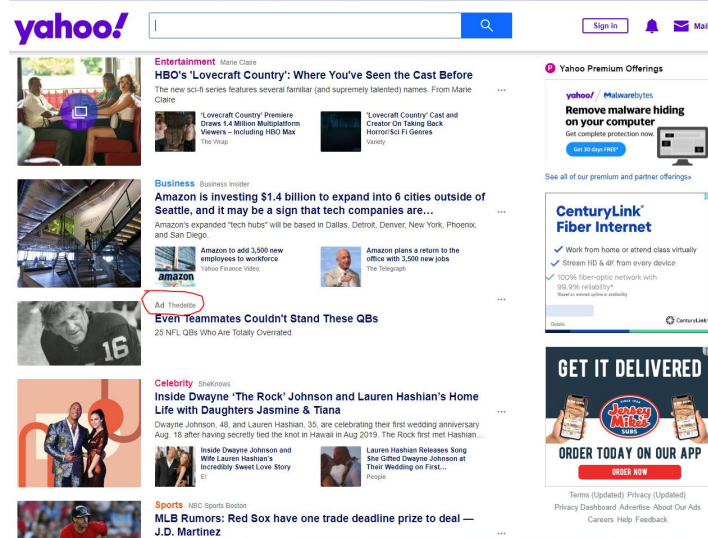 yahoo!
Sign in
Mail
Entertainment Marie Claire
HBO's 'Lovecraft Country': Where You've Seen the Cast Before
The new sci-fi series features several familiar (and supremely talented) names. From Marie
Claire
'Lovecraft Country' Premiere
Draws 1.4 Million Multiplatform
Viewers – Including HBO Max
The Wrap
'Lovecraft Country' Cast and
Creator On Taking Back
Horror/Sci Fi Genres
Variety
Business Business Insider
Amazon is investing $1.4 billion to expand into 6 cities outside of
Seattle, and it may be a sign that tech companies are…
Amazon's expanded "tech hubs" will be based in Dallas, Detroit, Denver, New York, Phoenix,
and San Diego.
amazon
Amazon to add 3,500 new
employees to workforce
Yahoo Finance Video
Amazon plans a return to the
office with 3,500 new jobs
The Telegraph
Ad Thedelite
Even Teammates Couldn't Stand These QBs
25 NFL QBs Who Are Totally Overrated
16
Celebrity SheKnows
Inside Dwayne 'The Rock' Johnson and Lauren Hashian's Home
Life with Daughters Jasmine & Tiana
Dwayne Johnson, 48, and Lauren Hashian, 35, are celebrating their first wedding anniversary
Aug. 18 after having secretly tied the knot in Hawaii in Aug 2019. The Rock first met Hashian…
Inside Dwayne Johnson and
Wife Lauren Hashian's
Incredibly Sweet Love Story
E!
Lauren Hashian Releases Song
She Gifted Dwayne Johnson at
Their Wedding on First…
People
Sports NBC Sports Boston
MLB Rumors: Red Sox have one trade deadline prize to deal —
J.D. Martinez
P Yahoo Premium Offerings
yahoo! / Malwarebytes
Remove malware hiding
on your computer
Get complete protection now.
Get 30 days FREE*
See all of our premium and partner offerings»
CenturyLink®
Fiber Internet
Work from home or attend class virtually
Stream HD & 4K from every device
100% fiber-optic network with
99.9% reliability*
*Based on network uptime or availability
Details
CenturyLink
GET IT DELIVERED
SINCE 1956
Jersey
Mike's
SUBS
ORDER TODAY ON OUR APP
ORDER NOW
Terms (Updated) Privacy (Updated)
Privacy Dashboard Advertise About Our Ads
Careers Help Feedback